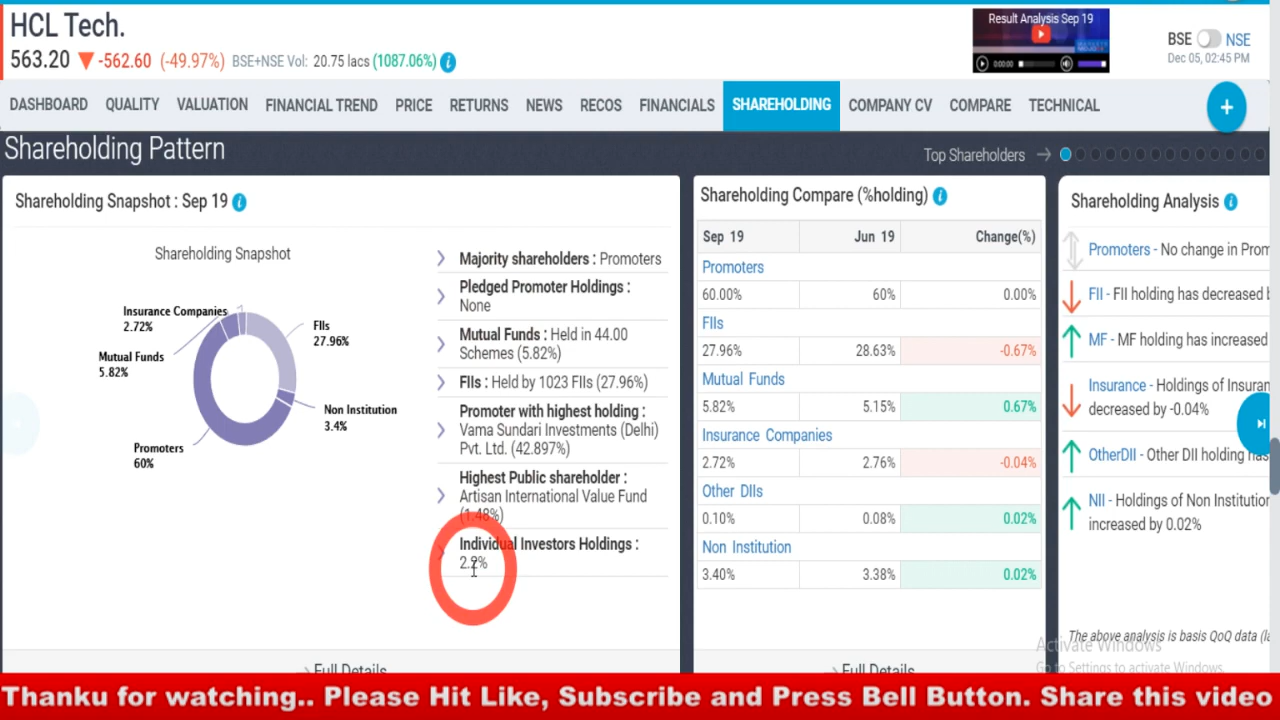 HCL Tech.
563.20 ▼ -562.60 (-49.97%) BSE+NSE Vol: 20.75 lacs (1087.06%)
Result Analysis Sep 19
0:00:00
BSE NSE
Dec 05, 02:45 PM
DASHBOARD QUALITY VALUATION FINANCIAL TREND PRICE RETURNS NEWS RECOS FINANCIALS SHAREHOLDING COMPANY CV COMPARE TECHNICAL
Shareholding Pattern
Top Shareholders
Shareholding Snapshot : Sep 19
Shareholding Snapshot
Insurance Companies
2.72%
Mutual Funds
5.82%
Promoters
60%
FIIs
27.96%
Non Institution
3.4%
Majority shareholders : Promoters
Pledged Promoter Holdings :
None
Mutual Funds : Held in 44.00
Schemes (5.82%)
FIIs : Held by 1023 FIIs (27.96%)
Promoter with highest holding :
Vama Sundari Investments (Delhi)
Pvt. Ltd. (42.897%)
Highest Public shareholder :
Artisan International Value Fund
(1.48%)
Individual Investors Holdings :
Full Details
Shareholding Compare (%holding)
Sep 19 Jun 19 Change(%)
Promoters
60.00% 60% 0.00%
FIIs
27.96% 28.63% -0.67%
Mutual Funds
5.82% 5.15% 0.67%
Insurance Companies
2.72% 2.76% -0.04%
Other DIIs
0.10% 0.08% 0.02%
Non Institution
3.40% 3.38% 0.02%
Full Details
Shareholding Analysis
Promoters - No change in Prom
FII - FII holding has decreased b
MF - MF holding has increased
Insurance - Holdings of Insuran
decreased by -0.04%
OtherDII - Other DII holding has
NII - Holdings of Non Institution
increased by 0.02%
The above analysis is basis QoQ data (la
Activate Windows
Go to Settings to activate Windows.
Thanku for watching.. Please Hit Like, Subscribe and Press Bell Button. Share this video